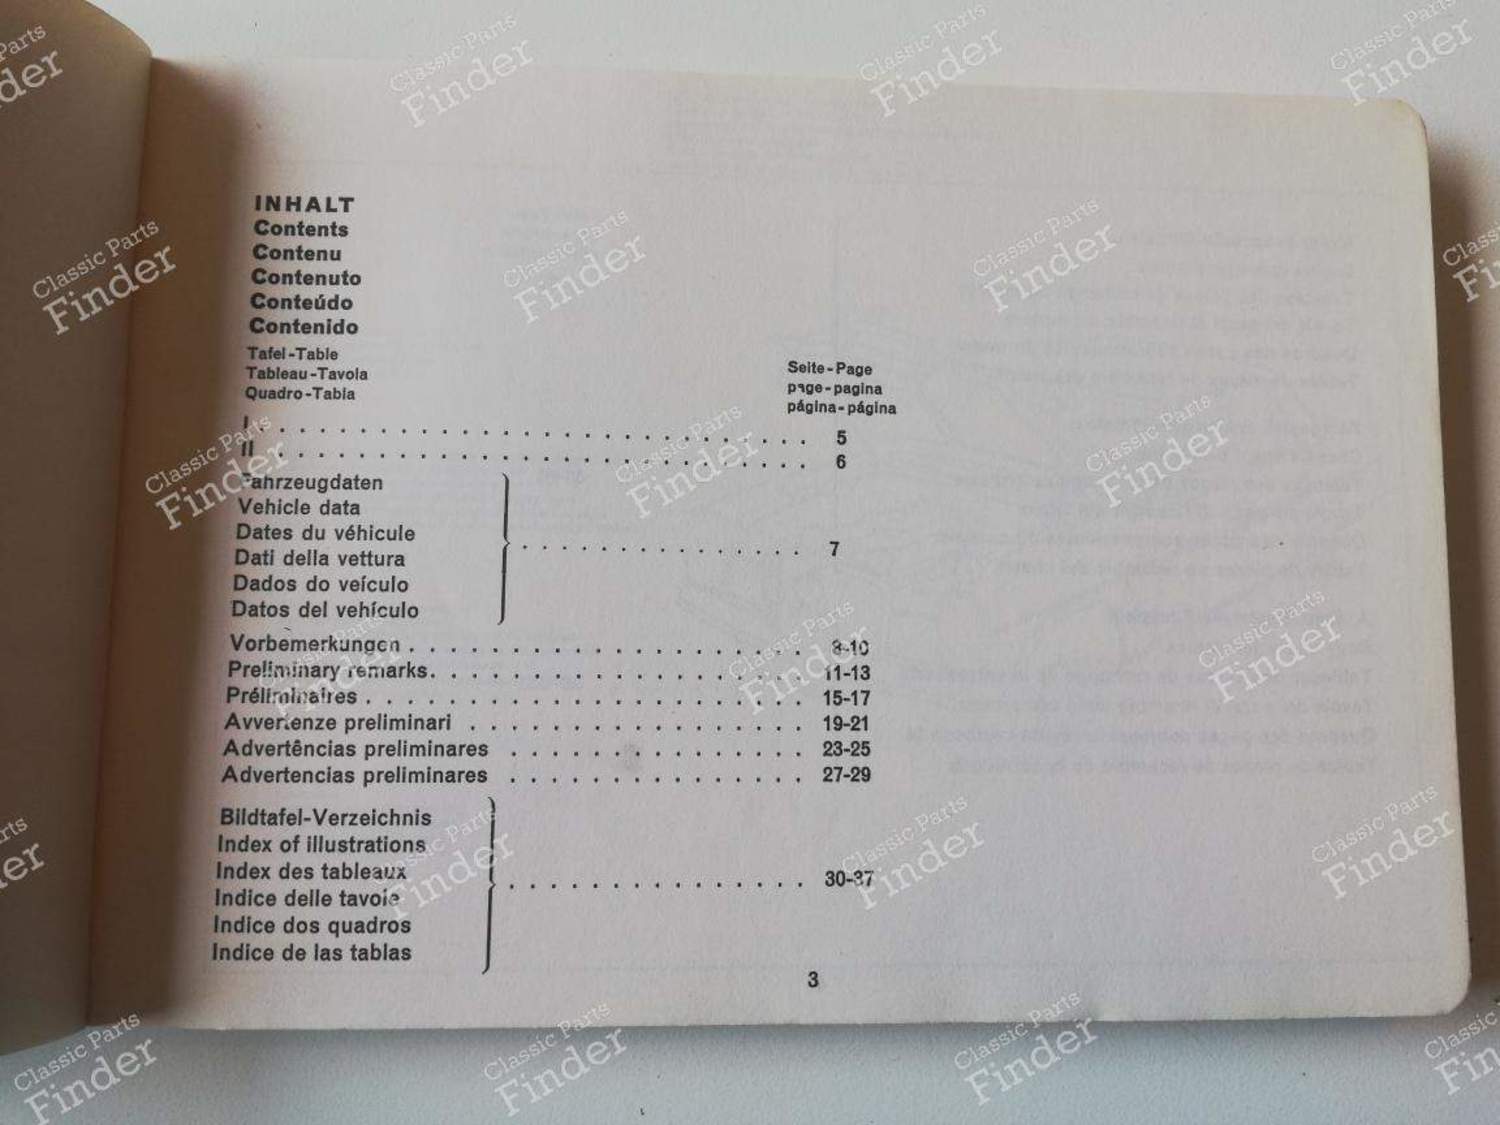 INHALT
Contents
Contenu
Contenuto
Conteúdo
Contenido
Tafel-Table
Tableau-Tavola
Quadro-Tabla
Seite-Page
page-pagina
página-página
I . . . . . . . . . . . . . . . . . . . . . . . . . . . . 5
II . . . . . . . . . . . . . . . . . . . . . . . . . . . . 6
Fahrzeugdaten
Vehicle data
Dates du véhicule
Dati della vettura . . . . . . . . . . . . . . . 7
Dados do veículo
Datos del vehículo
Vorbemerkungen . . . . . . . . . . . . . . . . . . . . 8-10
Preliminary remarks. . . . . . . . . . . . . . . . . . . 11-13
Préliminaires . . . . . . . . . . . . . . . . . . . . . 15-17
Avvertenze preliminari . . . . . . . . . . . . . . . . . 19-21
Advertências preliminares . . . . . . . . . . . . . . . 23-25
Advertencias preliminares . . . . . . . . . . . . . . . 27-29
Bildtafel-Verzeichnis
Index of illustrations
Index des tableaux . . . . . . . . . . . . . . . 30-37
Indice delle tavole
Indice dos quadros
Indice de las tablas
3
Classic Parts
Finder